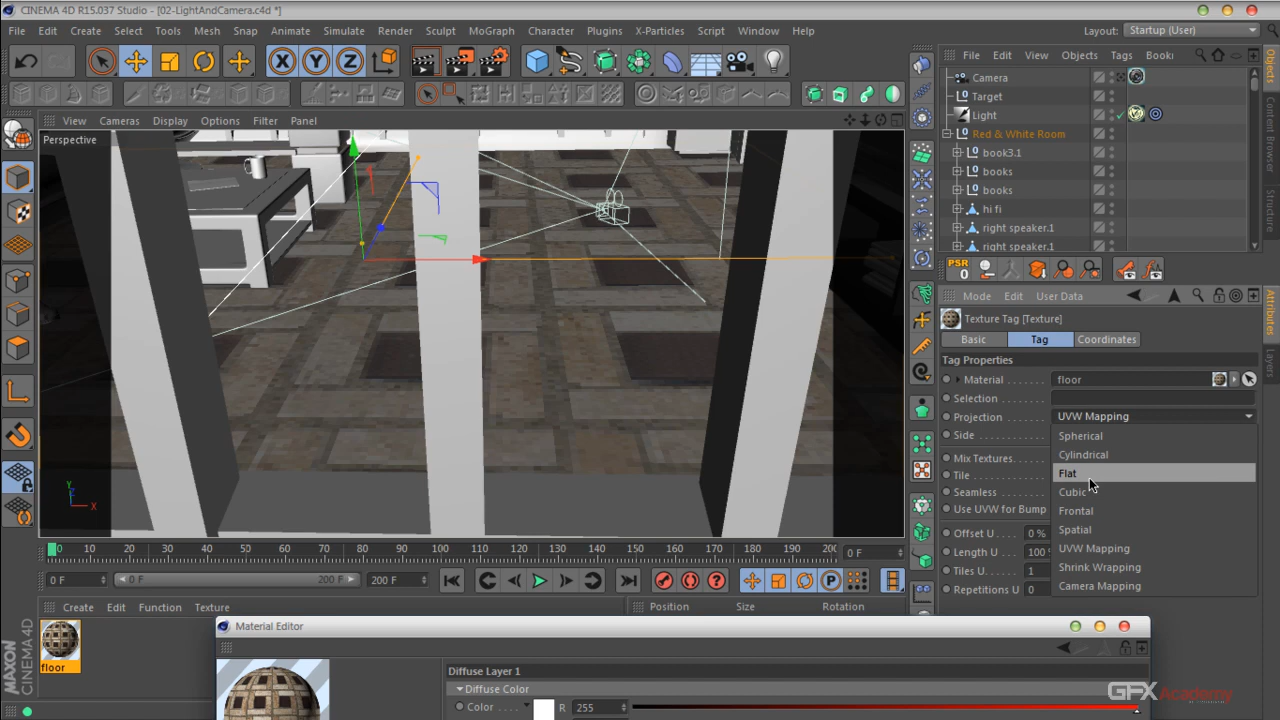 CINEMA 4D R15.037 Studio - [02-LightAndCamera.c4d *]
File Edit Create Select Tools Mesh Snap Animate Simulate Render Sculpt MoGraph Character Plugins X-Particles Script Window Help Layout: Startup (User)
X Y Z
File Edit View Objects Tags Booki
View Cameras Display Options Filter Panel
Perspective
Camera
Target
Light
Red & White Room
book3.1
books
books
hi fi
right speaker.1
right speaker.1
Objects
Content Browser
PSR
0
Mode Edit User Data
Texture Tag [Texture]
Basic Tag Coordinates
Tag Properties
Material floor
Selection
Projection UVW Mapping
Side
Mix Textures
Tile
Seamless
Use UVW for Bump
Offset U 0 %
Length U 100
Tiles U 1
Repetitions U 0
Spherical
Cylindrical
Flat
Cubic
Frontal
Spatial
UVW Mapping
Shrink Wrapping
Camera Mapping
Attributes
Layers
Y
Z
X
0 10 20 30 40 50 60 70 80 90 100 110 120 130 140 150 160 170 180 190 200 0 F
0 F 0 F 200 F 200 F
P
Create Edit Function Texture
Position Size Rotation
floor
MAXON
CINEMA4D
Material Editor
Diffuse Layer 1
Diffuse Color
Color R 255
GFX Academy